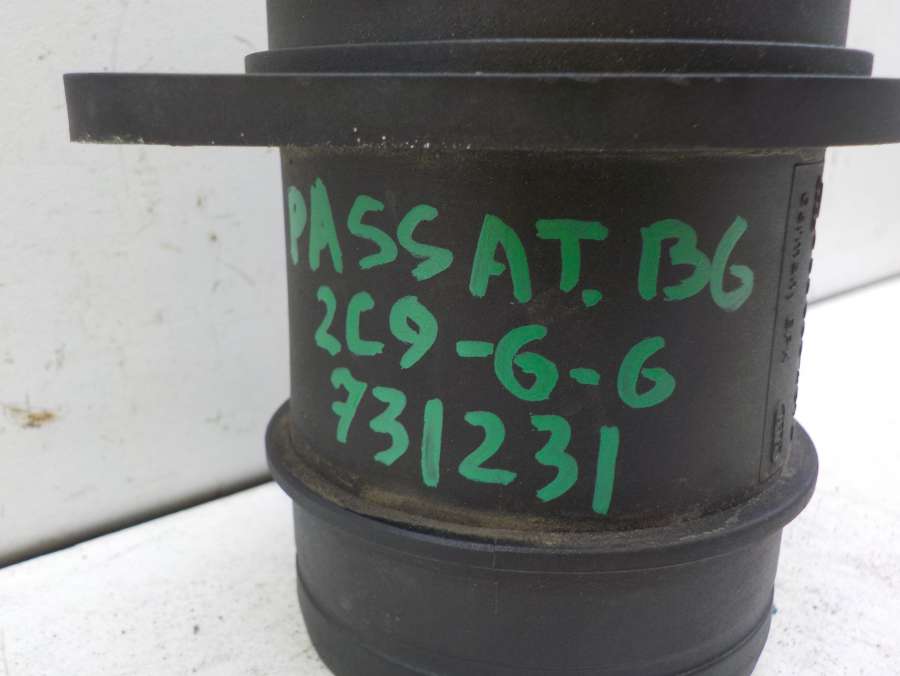 PASSAT. B6
2C9-G-G
731231